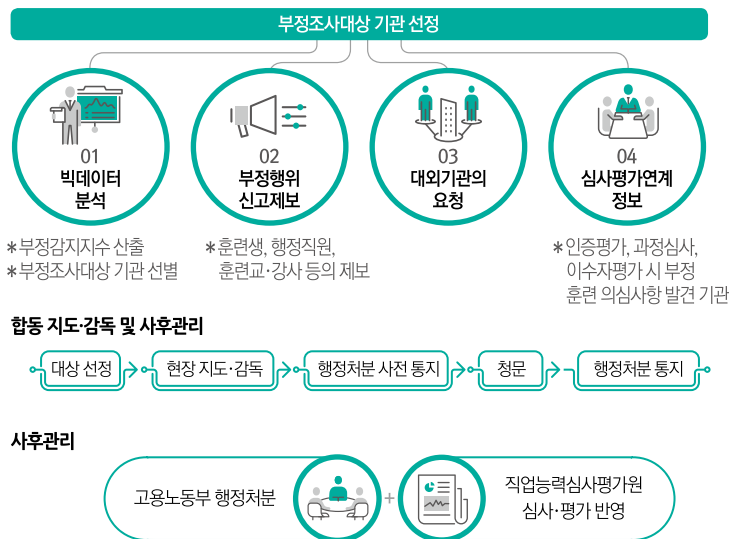 부정조사대상 기관 선정
01
빅데이터
분석
02
부정행위
신고제보
03
대외기관의
요청
04
심사평가연계
정보
*부정감지지수 산출
*부정조사대상 기관 선별
*훈련생, 행정직원,
훈련교·강사 등의 제보
*인증평가, 과정심사,
이수자평가 시 부정
훈련 의심사항 발견 기관
합동 지도·감독 및 사후관리
대상 선정
현장 지도·감독
행정처분 사전 통지
청문
행정처분 통지
사후관리
고용노동부 행정처분
+
직업능력심사평가원
심사·평가 반영